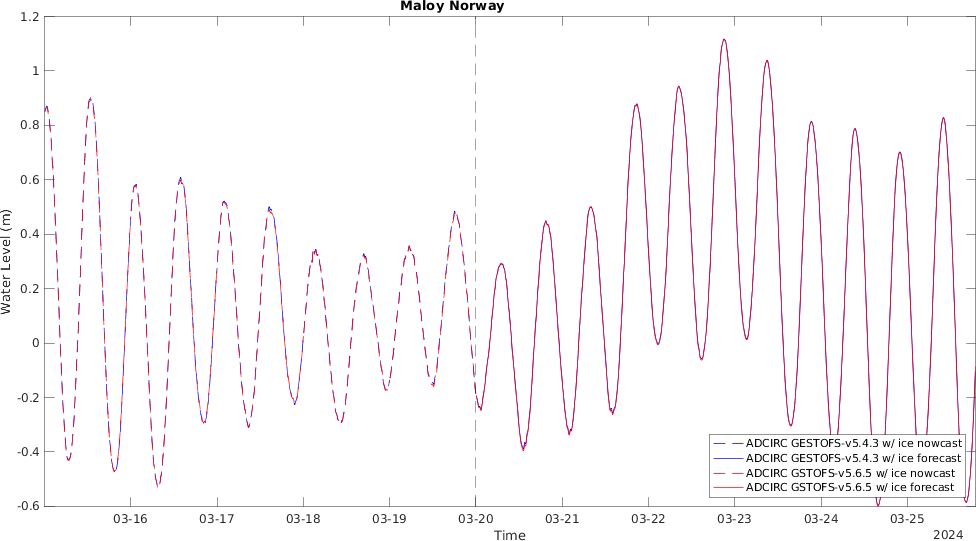 Maloy Norway
1.2
1
0.8
0.6
0.4
0.2
0
-0.2
-0.4
-0.6
Water Level (m)
03-16 03-17 03-18 03-19 03-20 03-21 03-22 03-23 03-24 03-25
Time
2024
ADCIRC GESTOFS-v5.4.3 w/ ice nowcast
ADCIRC GESTOFS-v5.4.3 w/ ice forecast
ADCIRC GSTOFS-v5.6.5 w/ ice nowcast
ADCIRC GSTOFS-v5.6.5 w/ ice forecast